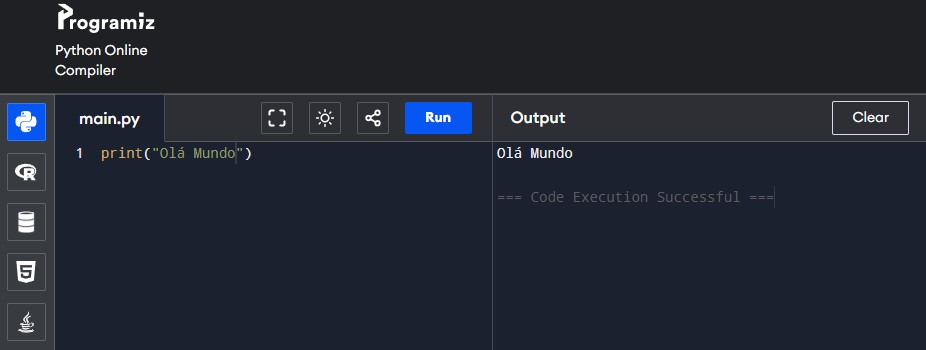 Programiz
Python Online
Compiler
main.py
Run
Output
Clear
1 print("Olá Mundo")
Olá Mundo
=== Code Execution Successful ===